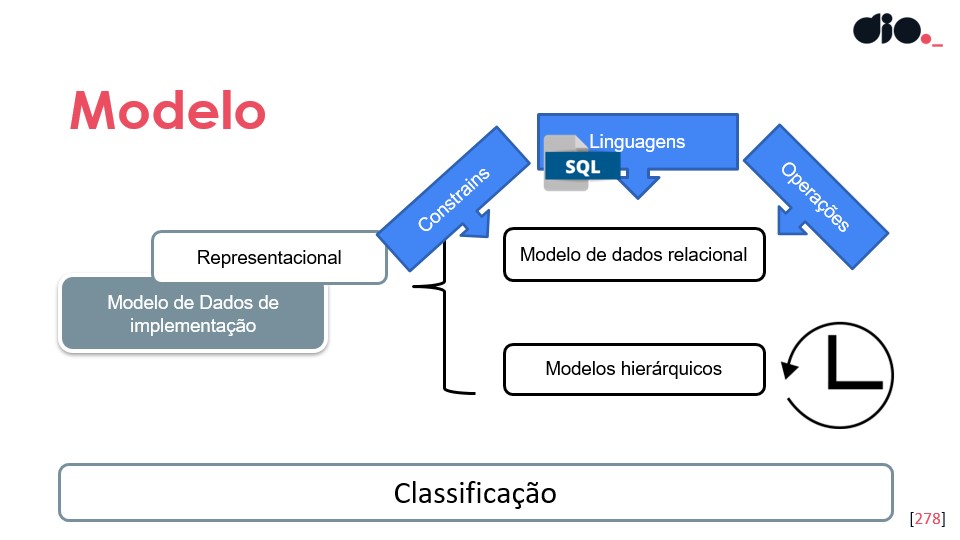 dio._
Modelo
Linguagens
SQL
Constrains
Operações
Representacional
Modelo de dados relacional
Modelo de Dados de
implementação
Modelos hierárquicos
Classificação
[278]